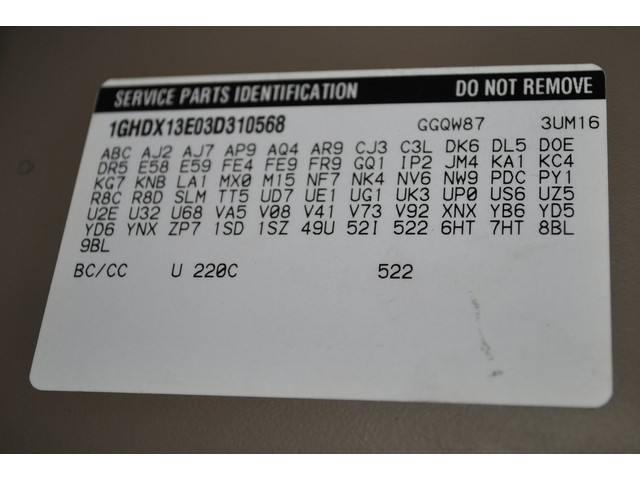 SERVICE PARTS IDENTIFICATION DO NOT REMOVE
1GHDX13E03D310568 GGQW87 3UM16
ABC AJ2 AJ7 AP9 AQ4 AR9 CJ3 C3L DK6 DL5 D0E
DR5 E58 E59 FE4 FE9 FR9 GQ1 IP2 JM4 KA1 KC4
KG7 KNB LA1 MX0 M15 NF7 NK4 NV6 NW9 PDC PY1
R8C R8D SLM TT5 UD7 UE1 UG1 UK3 UP0 US6 UZ5
U2E U32 U68 VA5 V08 V41 V73 V92 XNX YB6 YD5
YD6 YNX ZP7 1SD 1SZ 49U 52I 522 6HT 7HT 8BL
9BL
BC/CC U 220C 522